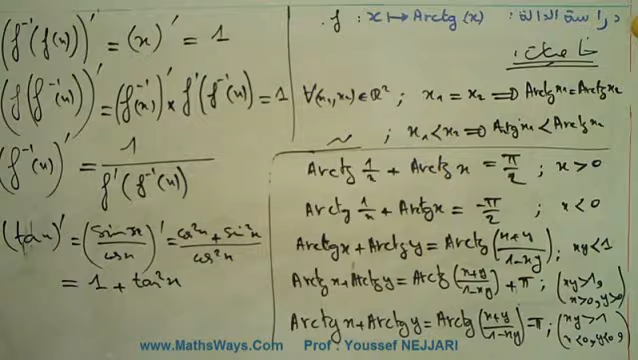 دراسة الدالة: f : x ↦ Arctg(x)
خاصيات:
∀(x₁,x₂)∈ℝ² ; x₁ = x₂ ⟹ Arctg x₁ = Arctg x₂
~ ; x₁ < x₂ ⟹ Arctg x₁ < Arctg x₂
Arctg 1/x + Arctg x = π/2 ; x > 0
Arctg 1/x + Arctg x = -π/2 ; x < 0
Arctg x + Arctg y = Arctg (x+y/1-xy) ; xy < 1
Arctg x + Arctg y = Arctg (x+y/1-xy) + π ; (xy > 1, x > 0, y > 0)
Arctg x + Arctg y = Arctg (x+y/1-xy) - π ; (xy > 1, x < 0, y < 0)
(f⁻¹(f(x)))' = (x)' = 1
(f(f⁻¹(x)))' = (f⁻¹(x))' × f'(f⁻¹(x)) = 1
(f⁻¹(x))' = 1/f'(f⁻¹(x))
(tan x)' = (sin x/cos x)' = cos²x + sin²x/cos²x
= 1 + tan²x
www.MathsWays.Com Prof : Youssef NEJJARI